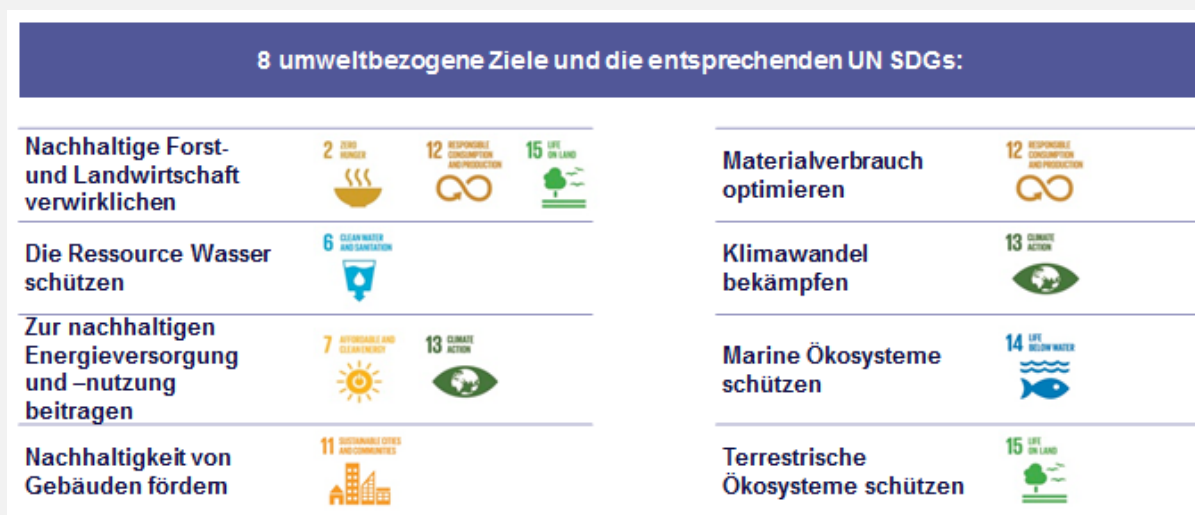 8 umweltbezogene Ziele und die entsprechenden UN SDGs:
Nachhaltige Forst-
und Landwirtschaft
verwirklichen
2 ZERO
HUNGER
12 RESPONSIBLE
CONSUMPTION
AND PRODUCTION
15 LIFE
ON LAND
Die Ressource Wasser
schützen
6 CLEAN WATER
AND SANITATION
Zur nachhaltigen
Energieversorgung
und –nutzung
beitragen
7 AFFORDABLE AND
CLEAN ENERGY
13 CLIMATE
ACTION
Nachhaltigkeit von
Gebäuden fördern
11 SUSTAINABLE CITIES
AND COMMUNITIES
Materialverbrauch
optimieren
12 RESPONSIBLE
CONSUMPTION
AND PRODUCTION
Klimawandel
bekämpfen
13 CLIMATE
ACTION
Marine Ökosysteme
schützen
14 LIFE
BELOW WATER
Terrestrische
Ökosysteme schützen
15 LIFE
ON LAND